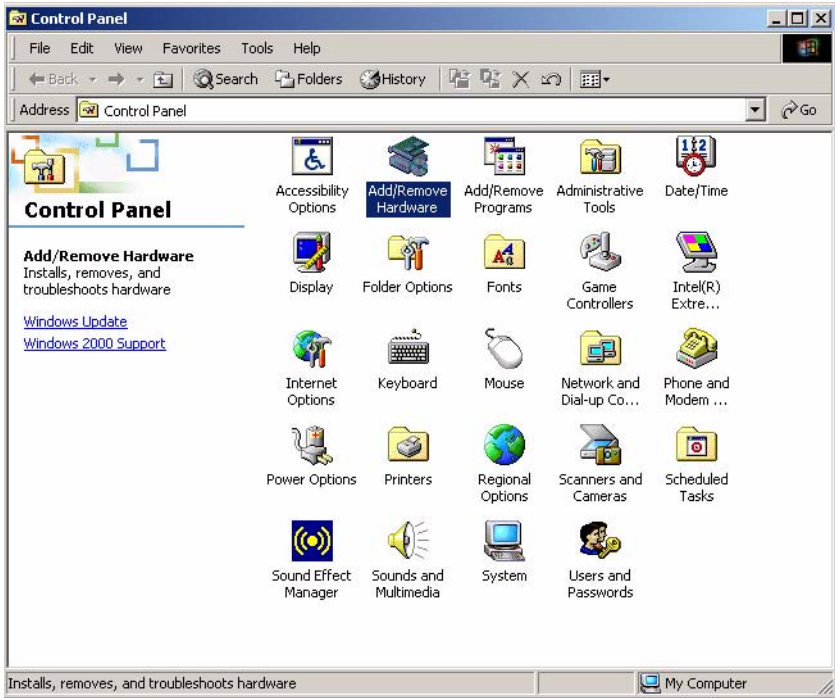 Control Panel
File Edit View Favorites Tools Help
Back Search Folders History
Address Control Panel Go
Control Panel
Add/Remove Hardware
Installs, removes, and
troubleshoots hardware
Windows Update
Windows 2000 Support
Accessibility
Options
Add/Remove
Hardware
Add/Remove
Programs
Administrative
Tools
Date/Time
Display
Folder Options
Fonts
Game
Controllers
Intel(R)
Extre...
Internet
Options
Keyboard
Mouse
Network and
Dial-up Co...
Phone and
Modem ...
Power Options
Printers
Regional
Options
Scanners and
Cameras
Scheduled
Tasks
Sound Effect
Manager
Sounds and
Multimedia
System
Users and
Passwords
Installs, removes, and troubleshoots hardware
My Computer